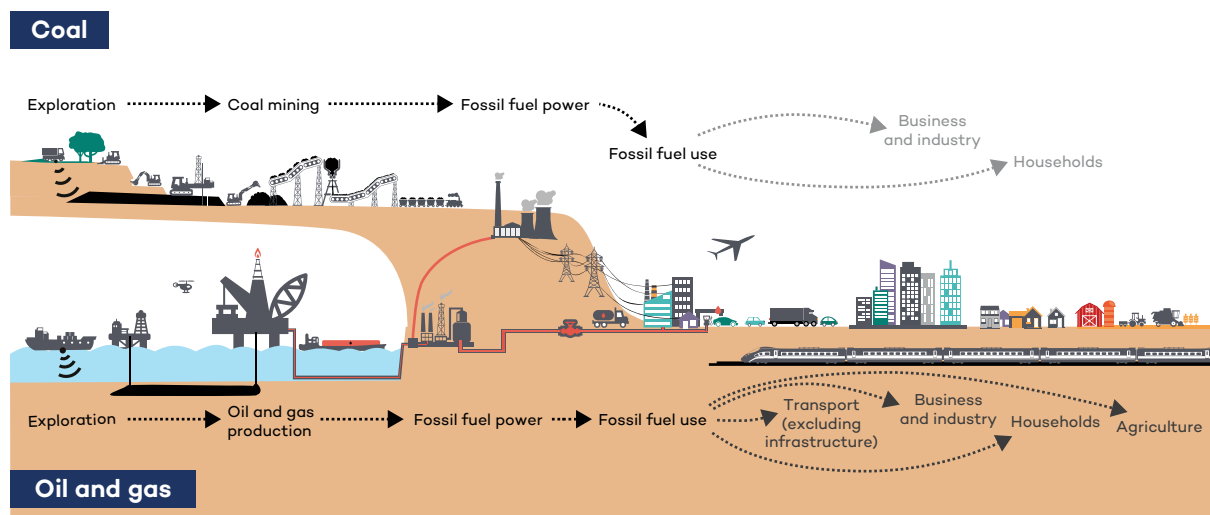 Coal
Exploration
Coal mining
Fossil fuel power
Fossil fuel use
Business
and industry
Households
Exploration
Oil and gas
production
Fossil fuel power
Fossil fuel use
Transport
(excluding
infrastructure)
Business
and industry
Households
Agriculture
Oil and gas